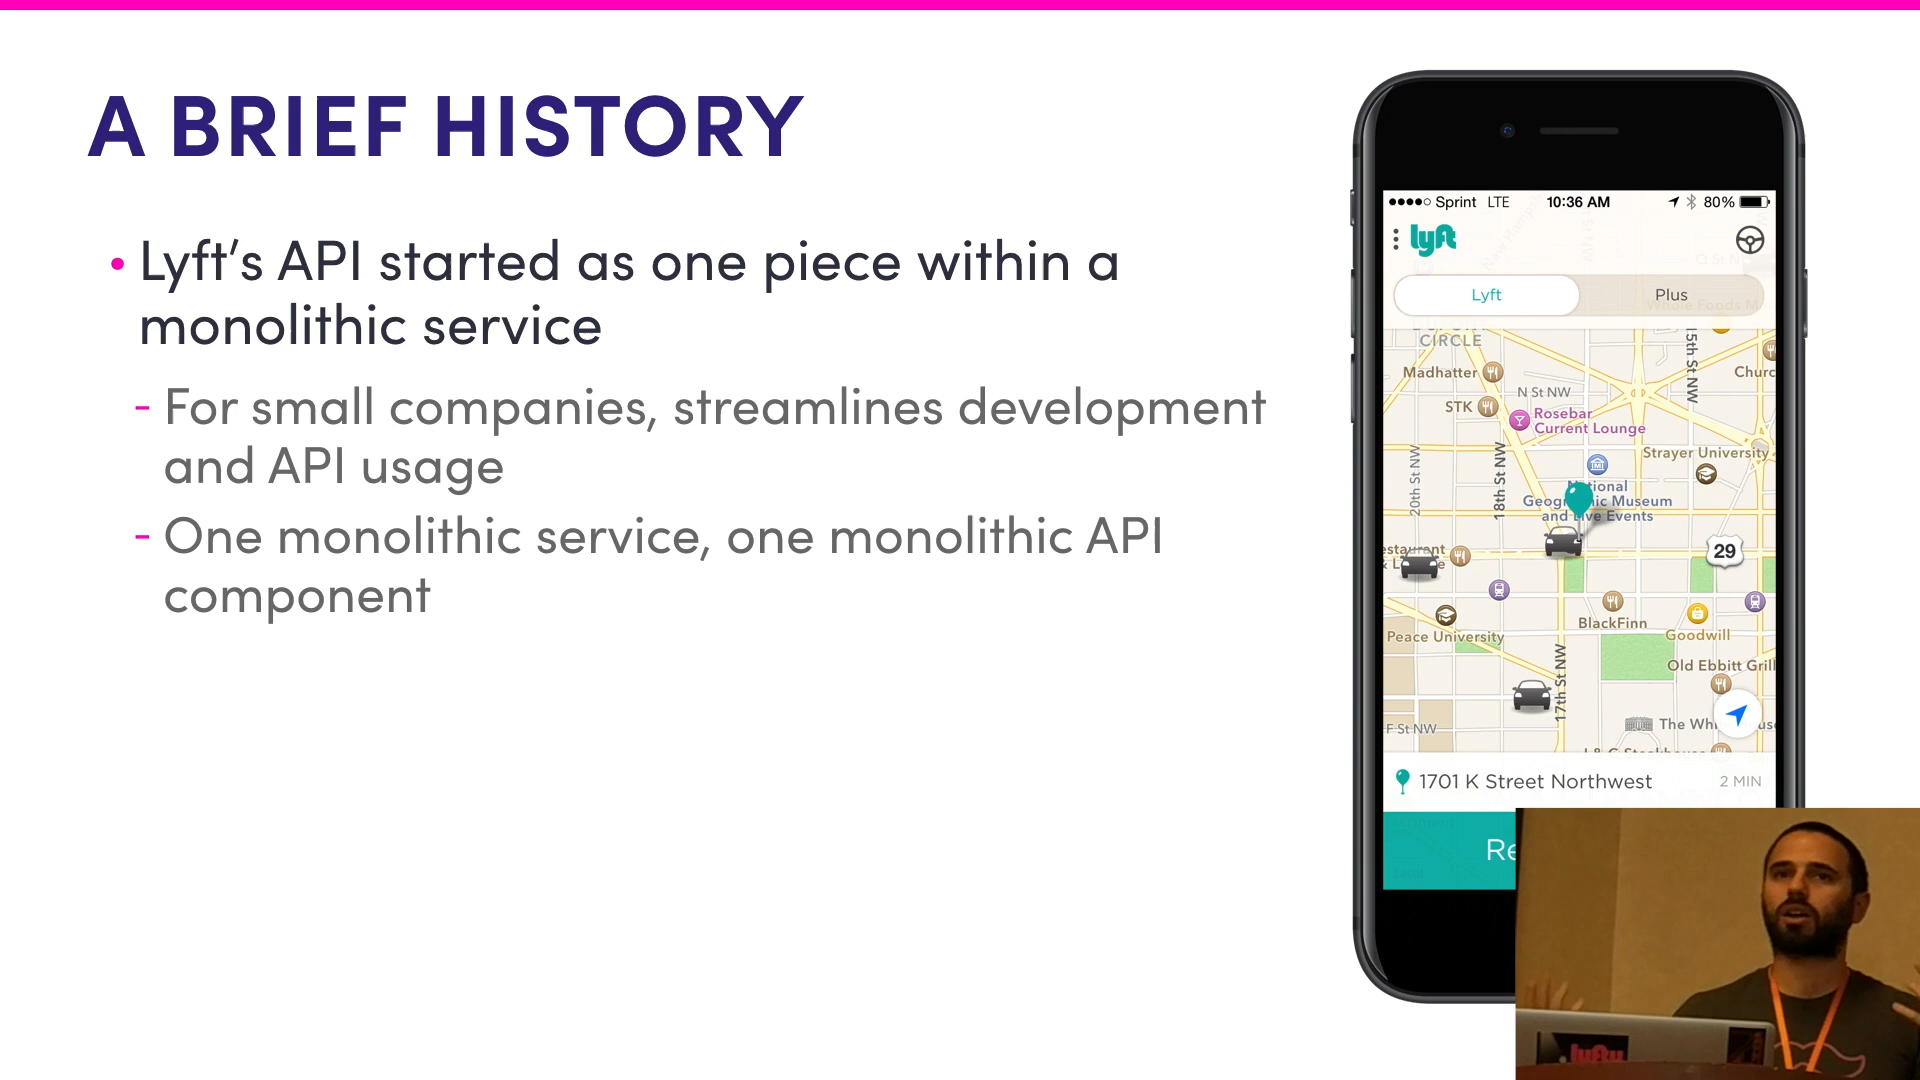 A BRIEF HISTORY
• Lyft’s API started as one piece within a
monolithic service
- For small companies, streamlines development
and API usage
- One monolithic service, one monolithic API
component
Sprint LTE 10:36 AM 80%
lyft
Lyft Plus
CIRCLE
15th St NW
Madhatter
N St NW
STK
Rosebar
Current Lounge
Strayer University
20th St NW
18th St NW
National
Geographic Museum
and Live Events
29
BlackFinn
Goodwill
Peace University
Old Ebbitt Grill
17th St NW
F St NW
1701 K Street Northwest 2 MIN
lyft